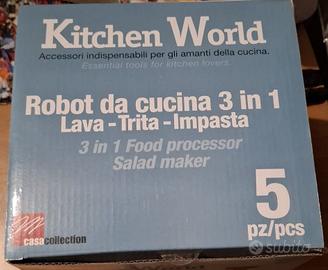 Kitchen World
Accessori indispensabili per gli amanti della cucina.
Essential tools for kitchen lovers.
Robot da cucina 3 in 1
Lava - Trita - Impasta
3 in 1 Food processor
Salad maker
5
pz/pcs
casacollection
subito